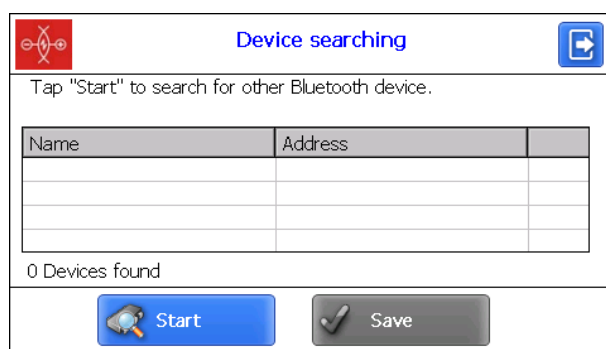 Device searching
Tap "Start" to search for other Bluetooth device.
Name Address
0 Devices found
Start Save